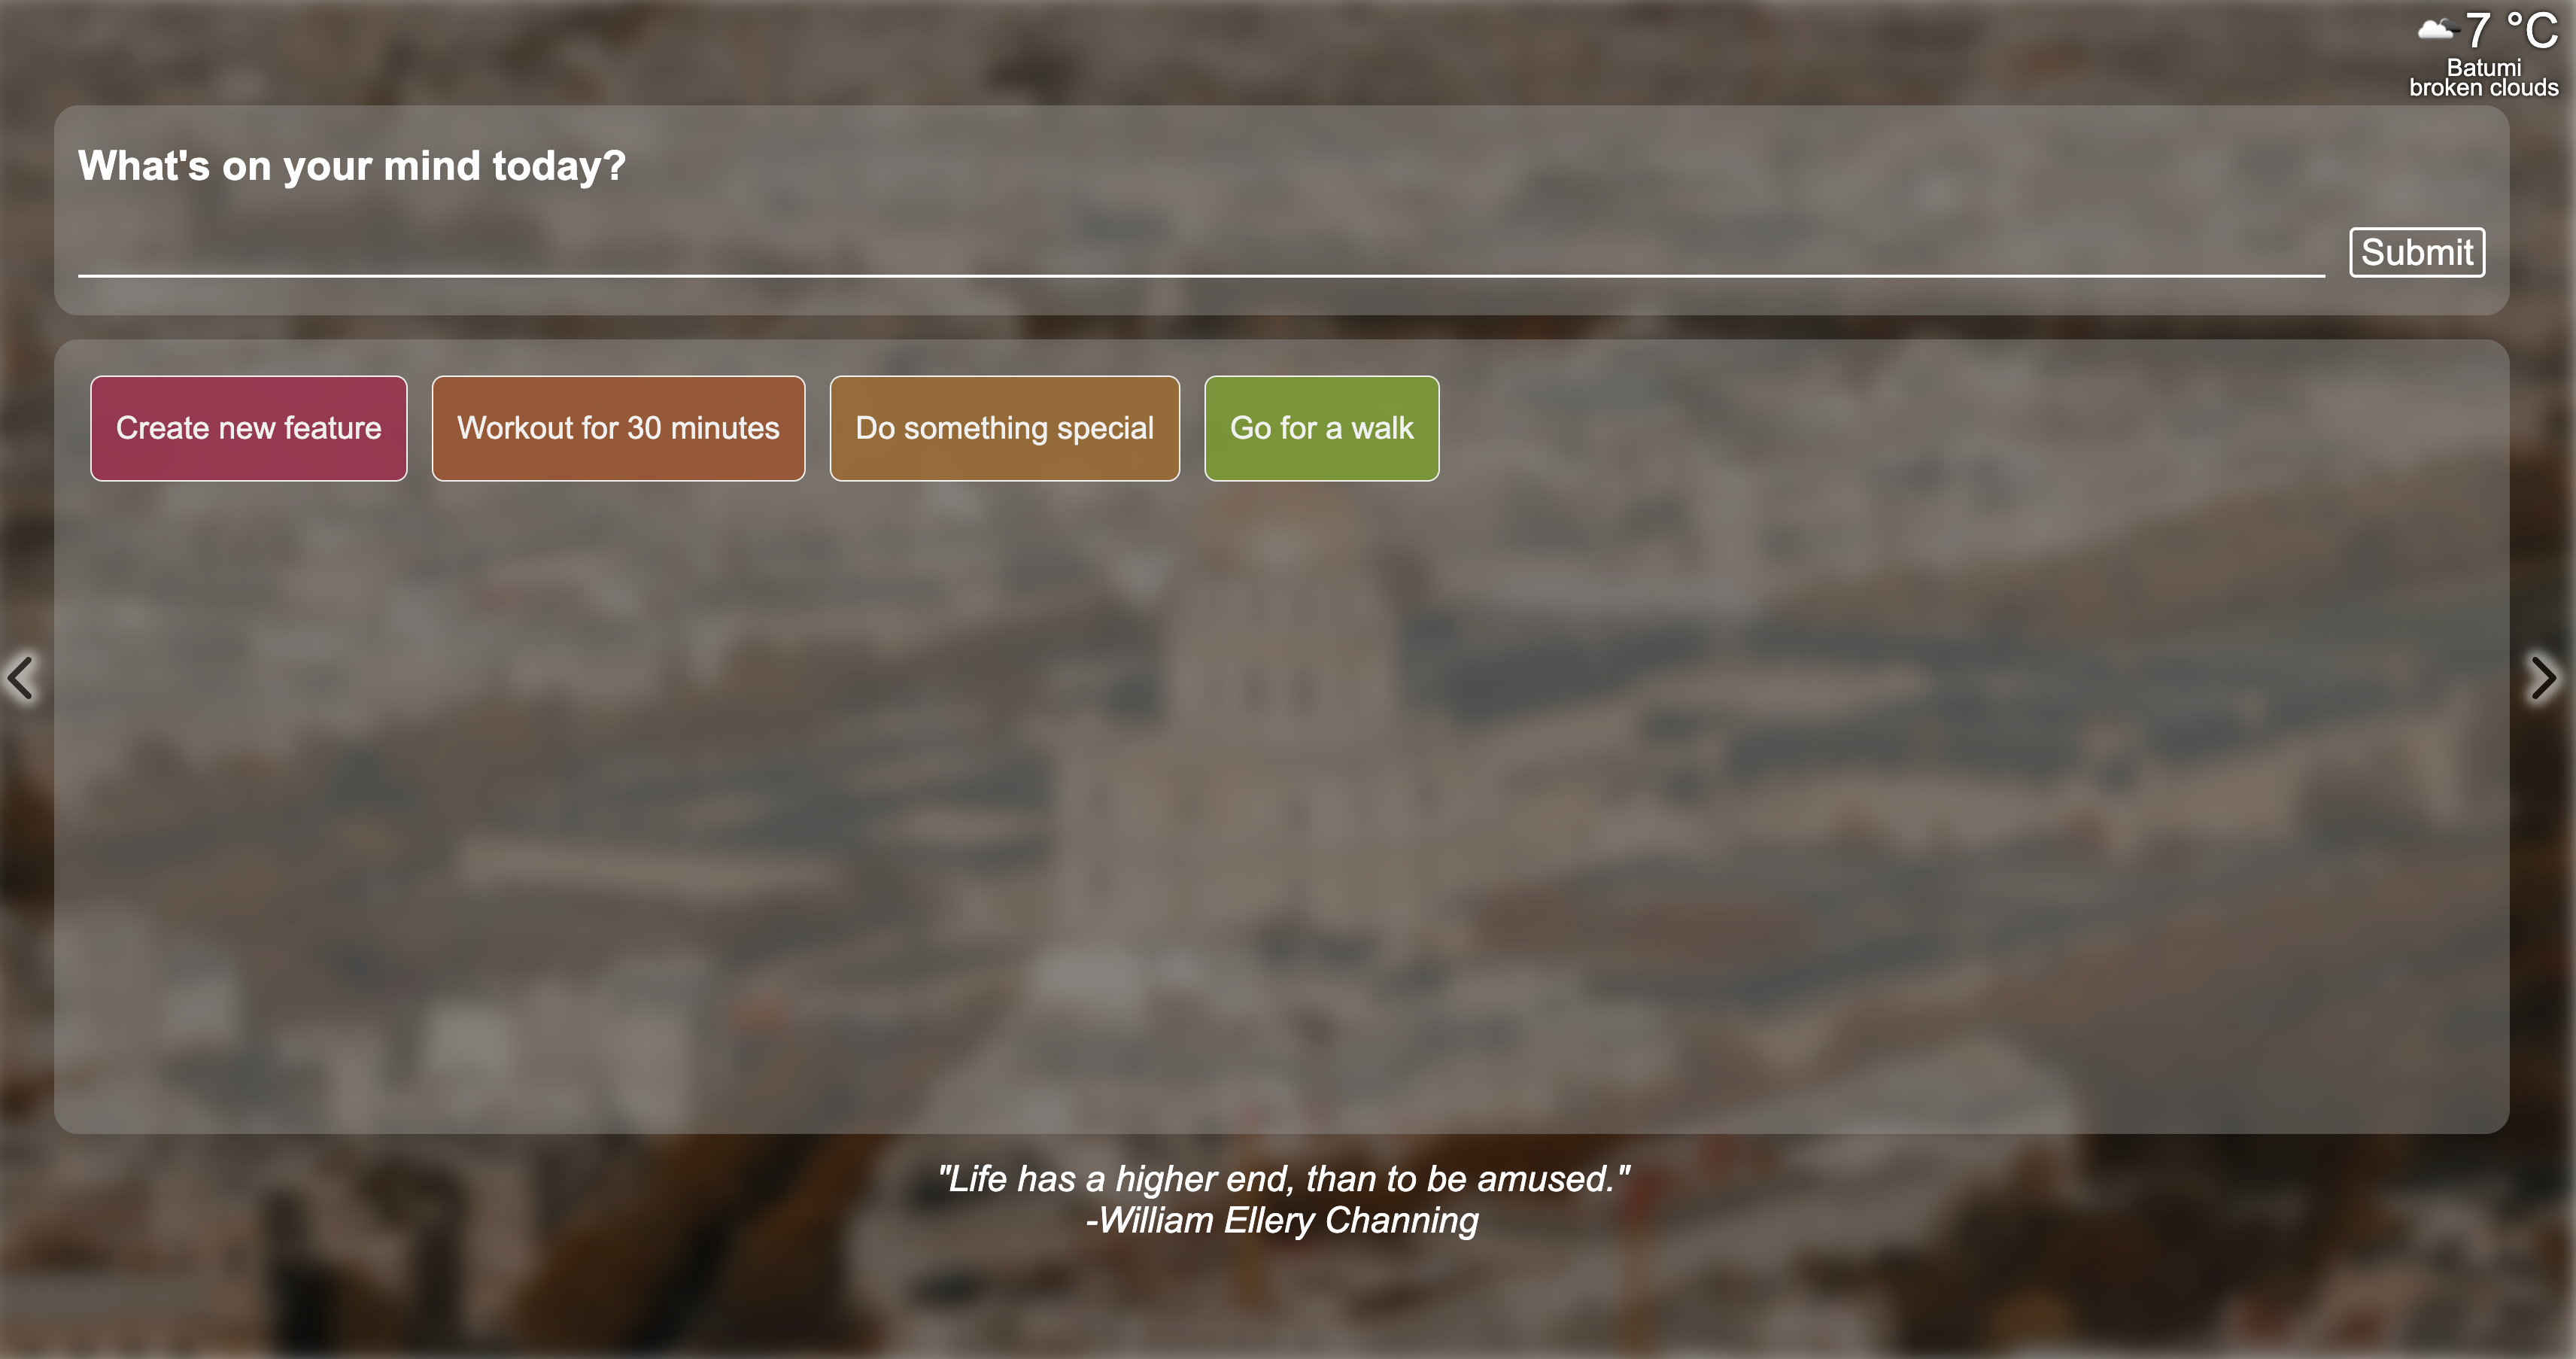 7 °C
Batumi
broken clouds
What's on your mind today?
Submit
Create new feature
Workout for 30 minutes
Do something special
Go for a walk
"Life has a higher end, than to be amused."
-William Ellery Channing